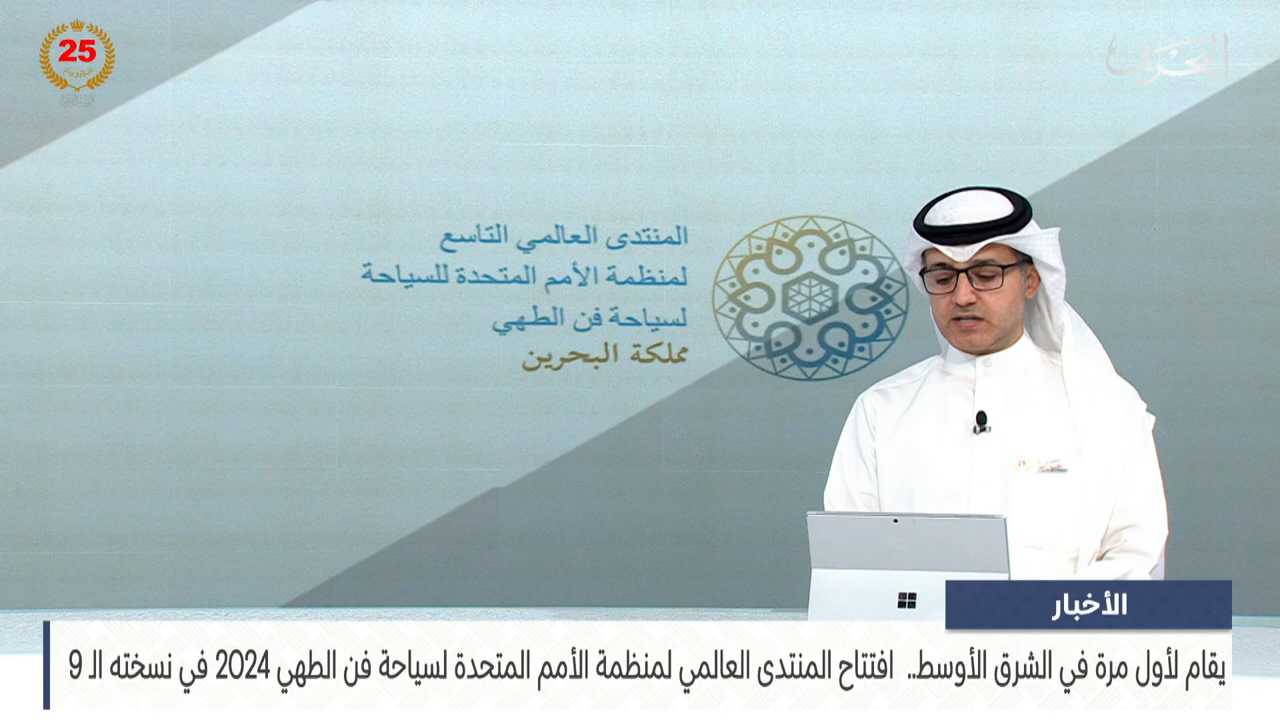 25
البحرين
المنتدى العالمي التاسع
لمنظمة الأمم المتحدة للسياحة
لسياحة فن الطهي
مملكة البحرين
الأخبار
يقام لأول مرة في الشرق الأوسط.. افتتاح المنتدى العالمي لمنظمة الأمم المتحدة لسياحة فن الطهي 2024 في نسخته الـ 9